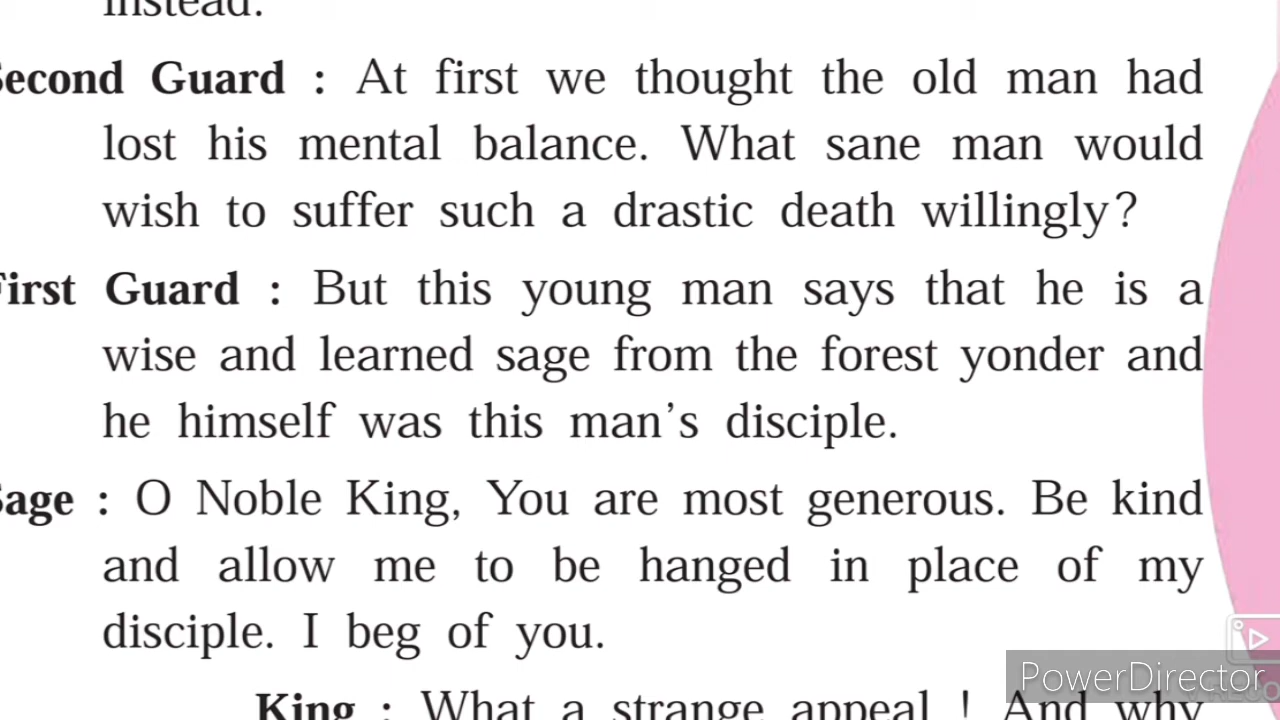 instead.
Second Guard : At first we thought the old man had
lost his mental balance. What sane man would
wish to suffer such a drastic death willingly?
First Guard : But this young man says that he is a
wise and learned sage from the forest yonder and
he himself was this man's disciple.
Sage : O Noble King, You are most generous. Be kind
and allow me to be hanged in place of my
disciple. I beg of you.
King : What a strange appeal ! And why
PowerDirector